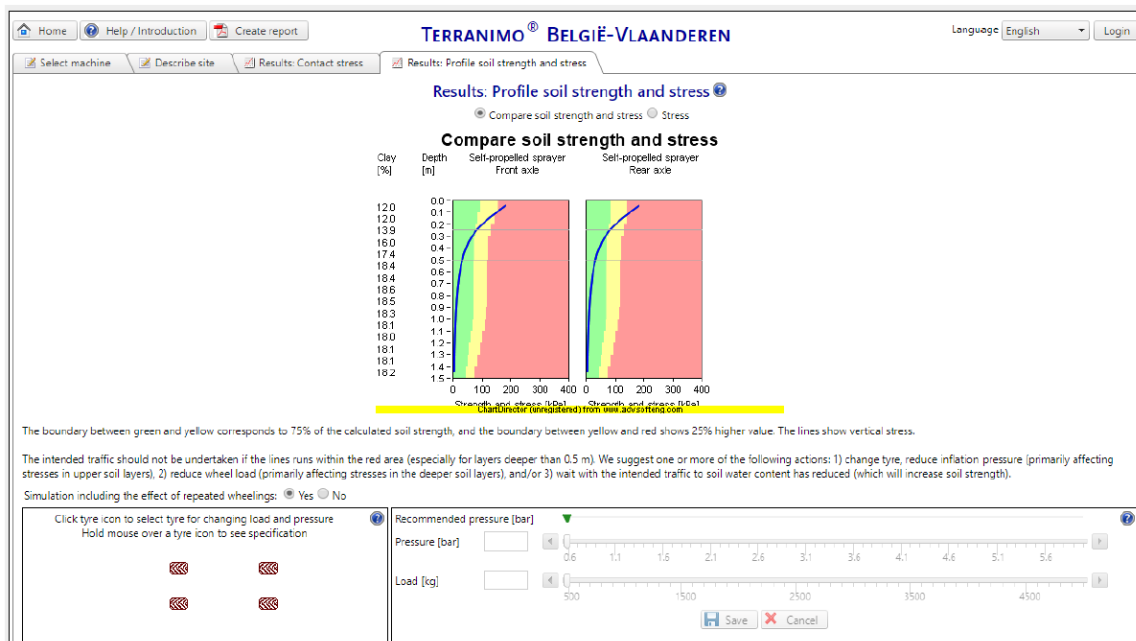 Home
Help / Introduction
Create report
TERRANIMO® BELGIË-VLAANDEREN
Language
English
Login
Select machine
Describe site
Results: Contact stress
Results: Profile soil strength and stress
Results: Profile soil strength and stress
Compare soil strength and stress
Stress
Compare soil strength and stress
Clay Depth Self-propelled sprayer Self-propelled sprayer
[%] [m] Front axle Rear axle
0.0
12.0
0.1
12.0
0.2
13.9
0.3
16.0
0.4
17.4
0.5
18.4
0.6
18.4
0.7
18.6
0.8
18.5
0.9
18.3
1.0
18.1
1.1
18.0
1.2
18.1
1.3
18.1
1.4
18.2
1.5
0 100 200 300 400 0 100 200 300 400
Strength and stress [kPa] Strength and stress [kPa]
ChartDirector (unregistered) from www.advsofteng.com
The boundary between green and yellow corresponds to 75% of the calculated soil strength, and the boundary between yellow and red shows 25% higher value. The lines show vertical stress.
The intended traffic should not be undertaken if the lines runs within the red area (especially for layers deeper than 0.5 m). We suggest one or more of the following actions: 1) change tyre, reduce inflation pressure (primarily affecting
stresses in upper soil layers), 2) reduce wheel load (primarily affecting stresses in the deeper soil layers), and/or 3) wait with the intended traffic to soil water content has reduced (which will increase soil strength).
Simulation including the effect of repeated wheelings: Yes No
Click tyre icon to select tyre for changing load and pressure
Hold mouse over a tyre icon to see specification
Recommended pressure [bar]
Pressure [bar]
0.6 1.1 1.6 2.1 2.6 3.1 3.6 4.1 4.6 5.1 5.6
Load [kg]
500 1500 2500 3500 4500
Save Cancel